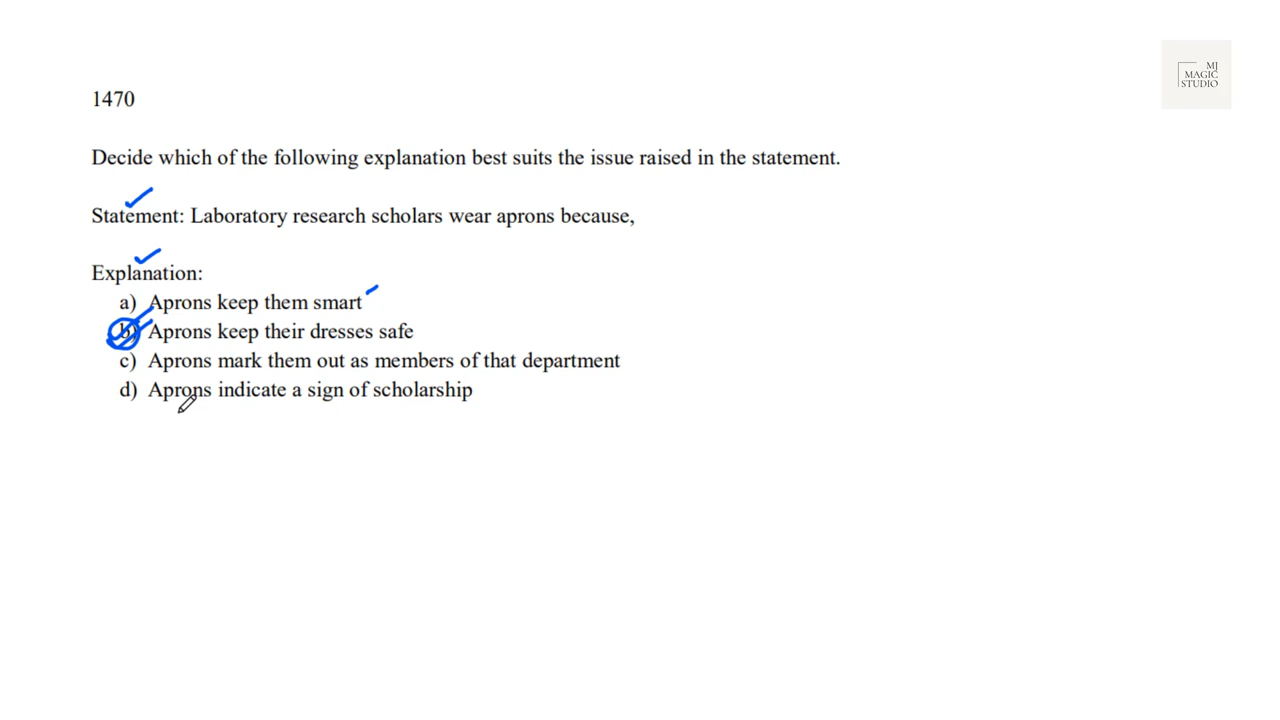 MJ
MAGIC
STUDIO
1470
Decide which of the following explanation best suits the issue raised in the statement.
Statement: Laboratory research scholars wear aprons because,
Explanation:
a) Aprons keep them smart
b) Aprons keep their dresses safe
c) Aprons mark them out as members of that department
d) Aprons indicate a sign of scholarship